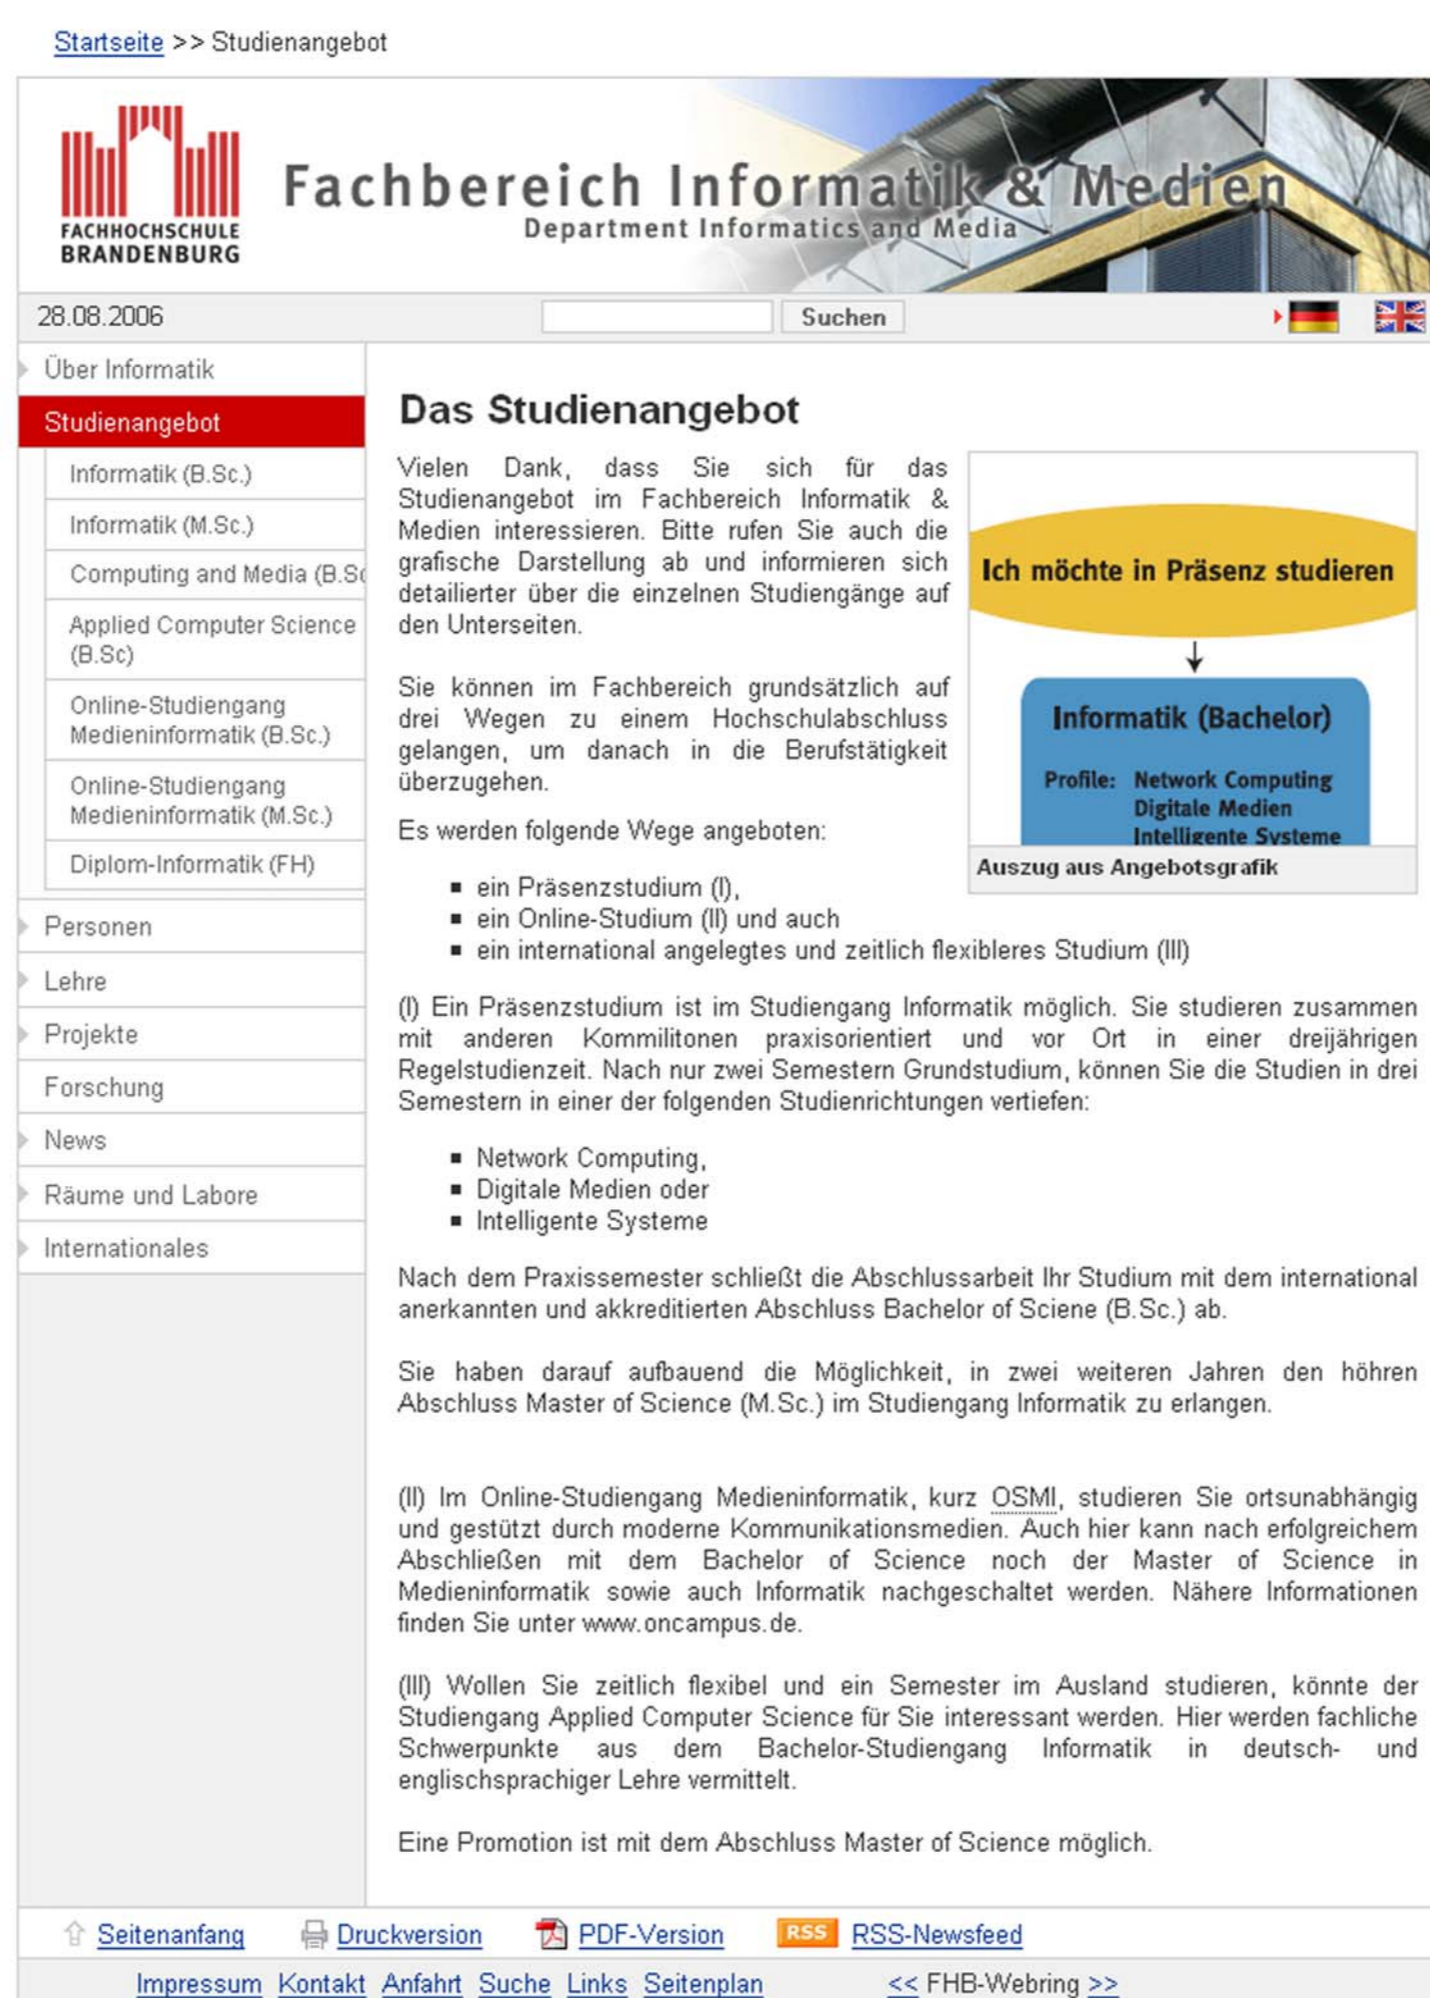 Startseite >> Studienangebot
FACHHOCHSCHULE
BRANDENBURG
Fachbereich Informatik & Medien
Department Informatics and Media
28.08.2006
Suchen
Über Informatik
Studienangebot
Informatik (B.Sc.)
Informatik (M.Sc.)
Computing and Media (B.Sc
Applied Computer Science
(B.Sc)
Online-Studiengang
Medieninformatik (B.Sc.)
Online-Studiengang
Medieninformatik (M.Sc.)
Diplom-Informatik (FH)
Personen
Lehre
Projekte
Forschung
News
Räume und Labore
Internationales
Das Studienangebot
Vielen Dank, dass Sie sich für das
Studienangebot im Fachbereich Informatik &
Medien interessieren. Bitte rufen Sie auch die
grafische Darstellung ab und informieren sich
detailierter über die einzelnen Studiengänge auf
den Unterseiten.
Sie können im Fachbereich grundsätzlich auf
drei Wegen zu einem Hochschulabschluss
gelangen, um danach in die Berufstätigkeit
überzugehen.
Es werden folgende Wege angeboten:
Ich möchte in Präsenz studieren
Informatik (Bachelor)
Profile: Network Computing
Digitale Medien
Intelligente Systeme
Auszug aus Angebotsgrafik
▪ ein Präsenzstudium (I),
▪ ein Online-Studium (II) und auch
▪ ein international angelegtes und zeitlich flexibleres Studium (III)
(I) Ein Präsenzstudium ist im Studiengang Informatik möglich. Sie studieren zusammen
mit anderen Kommilitonen praxisorientiert und vor Ort in einer dreijährigen
Regelstudienzeit. Nach nur zwei Semestern Grundstudium, können Sie die Studien in drei
Semestern in einer der folgenden Studienrichtungen vertiefen:
▪ Network Computing,
▪ Digitale Medien oder
▪ Intelligente Systeme
Nach dem Praxissemester schließt die Abschlussarbeit Ihr Studium mit dem international
anerkannten und akkreditierten Abschluss Bachelor of Sciene (B.Sc.) ab.
Sie haben darauf aufbauend die Möglichkeit, in zwei weiteren Jahren den höhren
Abschluss Master of Science (M.Sc.) im Studiengang Informatik zu erlangen.
(II) Im Online-Studiengang Medieninformatik, kurz OSMI, studieren Sie ortsunabhängig
und gestützt durch moderne Kommunikationsmedien. Auch hier kann nach erfolgreichem
Abschließen mit dem Bachelor of Science noch der Master of Science in
Medieninformatik sowie auch Informatik nachgeschaltet werden. Nähere Informationen
finden Sie unter www.oncampus.de.
(III) Wollen Sie zeitlich flexibel und ein Semester im Ausland studieren, könnte der
Studiengang Applied Computer Science für Sie interessant werden. Hier werden fachliche
Schwerpunkte aus dem Bachelor-Studiengang Informatik in deutsch- und
englischsprachiger Lehre vermittelt.
Eine Promotion ist mit dem Abschluss Master of Science möglich.
Seitenanfang Druckversion PDF-Version RSS RSS-Newsfeed
Impressum Kontakt Anfahrt Suche Links Seitenplan << FHB-Webring >>